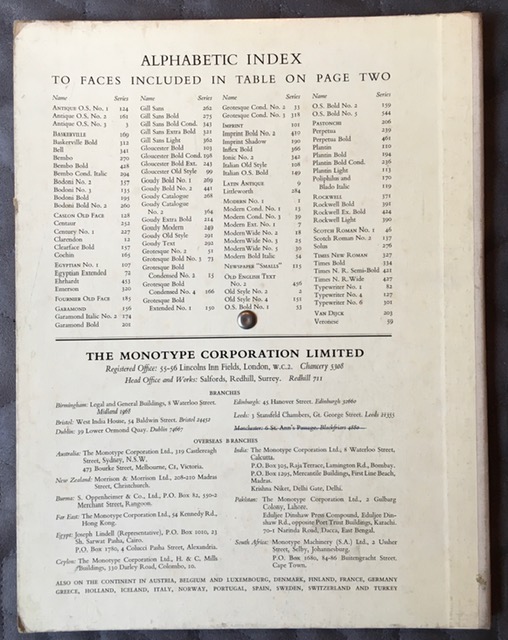 ALPHABETIC INDEX
TO FACES INCLUDED IN TABLE ON PAGE TWO
Name Series
ANTIQUE O.S. No. 1 124
Antique O.S. No. 2 161
Antique O.S. No. 3 3
BASKERVILLE 169
Baskerville Bold 312
Bell 341
Bembo 270
Bembo Bold 428
Bembo Cond. Italic 294
Bodoni No. 2 357
Bodoni No. 3 135
Bodoni Bold 195
Bodoni Bold No. 2 260
CASLON OLD FACE 128
Centaur 252
Century No. 1 227
Clarendon 12
Clearface Bold 157
Cochin 165
EGYPTIAN No. 1 107
Egyptian Extended 72
Ehrhardt 453
Emerson 320
FOURNIER OLD FACE 185
GARAMOND 156
Garamond Italic No. 2 174
Garamond Bold 201
Name Series
Gill Sans 262
Gill Sans Bold 275
Gill Sans Bold Cond. 343
Gill Sans Extra Bold 321
Gill Sans Light 362
Gloucester Bold 103
Gloucester Bold Cond. 198
Gloucester Bold Ext. 243
Gloucester Old Style 99
Goudy Bold No. 1 269
Goudy Bold No. 2 441
Goudy Catalogue 268
Goudy Catalogue
No. 2 364
Goudy Extra Bold 214
Goudy Modern 249
Goudy Old Style 291
Goudy Text 292
Grotesque No. 2 51
Grotesque Bold No. 3 73
Grotesque Bold
Condensed No. 2 15
Grotesque Bold
Condensed No. 4 166
Grotesque Bold
Extended No. 1 150
Name Series
Grotesque Cond. No. 2 33
Grotesque Cond. No. 3 318
IMPRINT 101
Imprint Bold No. 2 410
Imprint Shadow 190
Inflex Bold 366
Ionic No. 2 342
Italian Old Style 108
Italian O.S. Bold 149
LATIN ANTIQUE 9
Littleworth 284
MODERN No. 1 1
Modern Cond. No. 1 13
Modern Cond. No. 3 39
Modern Ext. No. 1 7
Modern Wide No. 2 18
Modern Wide No. 3 25
Modern Wide No. 3 30
Modern Bold Italic 54
NEWSPAPER "SMALLS" 115
OLD ENGLISH TEXT
No. 2 456
Old Style No. 2 2
Old Style No. 4 151
O.S. Bold No. 1 53
Name Series
O.S. Bold No. 2 159
O.S. Bold No. 5 544
PASTONCHI 206
Perpetua 239
Perpetua Bold 461
Plantin 110
Plantin Bold 194
Plantin Bold Cond. 236
Plantin Light 113
Poliphilus and 170
Blado Italic 119
ROCKWELL 371
Rockwell Bold 391
Rockwell Ex. Bold 424
Rockwell Light 390
SCOTCH ROMAN No. 1 46
Scotch Roman No. 2 137
Solus 276
TIMES NEW ROMAN 327
Times Bold 334
Times N. R. Semi-Bold 421
Times N. R. Wide 427
Typewriter No. 1 82
Typewriter No. 4 127
Typewriter No. 6 301
VAN DIJCK 203
Veronese 59
THE MONOTYPE CORPORATION LIMITED
Registered Office: 55-56 Lincolns Inn Fields, London, W.C.2. Chancery 3308
Head Office and Works: Salfords, Redhill, Surrey. Redhill 711
BRANCHES
Birmingham: Legal and General Buildings, 8 Waterloo Street.
Midland 1968
Bristol: West India House, 54 Baldwin Street. Bristol 24452
Dublin: 39 Lower Ormond Quay. Dublin 74667
Edinburgh: 45 Hanover Street. Edinburgh
Leeds: 3 Stansfeld Chambers, Gt. George Street. Leeds 21355
Manchester: 6 St. Ann's Passage. Blackfriars
OVERSEAS BRANCHES
Australia: The Monotype Corporation Ltd., 319 Castlereagh
Street, Sydney, N.S.W.
473 Bourke Street, Melbourne, C1, Victoria.
New Zealand: Morrison & Morrison Ltd., 208-210 Madras
Street, Christchurch.
Burma: S. Oppenheimer & Co., Ltd., P.O. Box 82, 550-2
Merchant Street, Rangoon.
Far East: The Monotype Corporation Ltd., 54 Kennedy Rd.,
Hong Kong.
Egypt: Joseph Lindell (Representative), P.O. Box 1010, 23
Sh. Sarwat Pasha, Cairo.
P.O. Box 1780, 4 Colucci Pasha Street, Alexandria.
Ceylon: The Monotype Corporation Ltd., H. & C. Mills
Buildings, 330 Darley Road, Colombo, 10.
India: The Monotype Corporation Ltd., 8 Waterloo Street,
Calcutta.
P.O. Box 305, Raja Terrace, Lamington Rd., Bombay.
P.O. Box 1295, Mercantile Buildings, First Line Beach,
Madras.
Krishna Niket, Delhi Gate, Delhi.
Pakistan: The Monotype Corporation Ltd., 2 Gulburg
Colony, Lahore.
Eduljee Dinshaw Press Compound, Eduljee Din-
shaw Rd., opposite Port Trust Buildings, Karachi.
70-1 Narinda Road, Dacca, East Bengal.
South Africa: Monotype Machinery (S.A.) Ltd., 2 Usher
Street, Selby, Johannesburg.
P.O. Box 1680, 84-86 Buitengracht Street,
Cape Town.
ALSO ON THE CONTINENT IN AUSTRIA, BELGIUM AND LUXEMBOURG, DENMARK, FINLAND, FRANCE, GERMANY
GREECE, HOLLAND, ICELAND, ITALY, NORWAY, PORTUGAL, SPAIN, SWEDEN, SWITZERLAND AND TURKEY